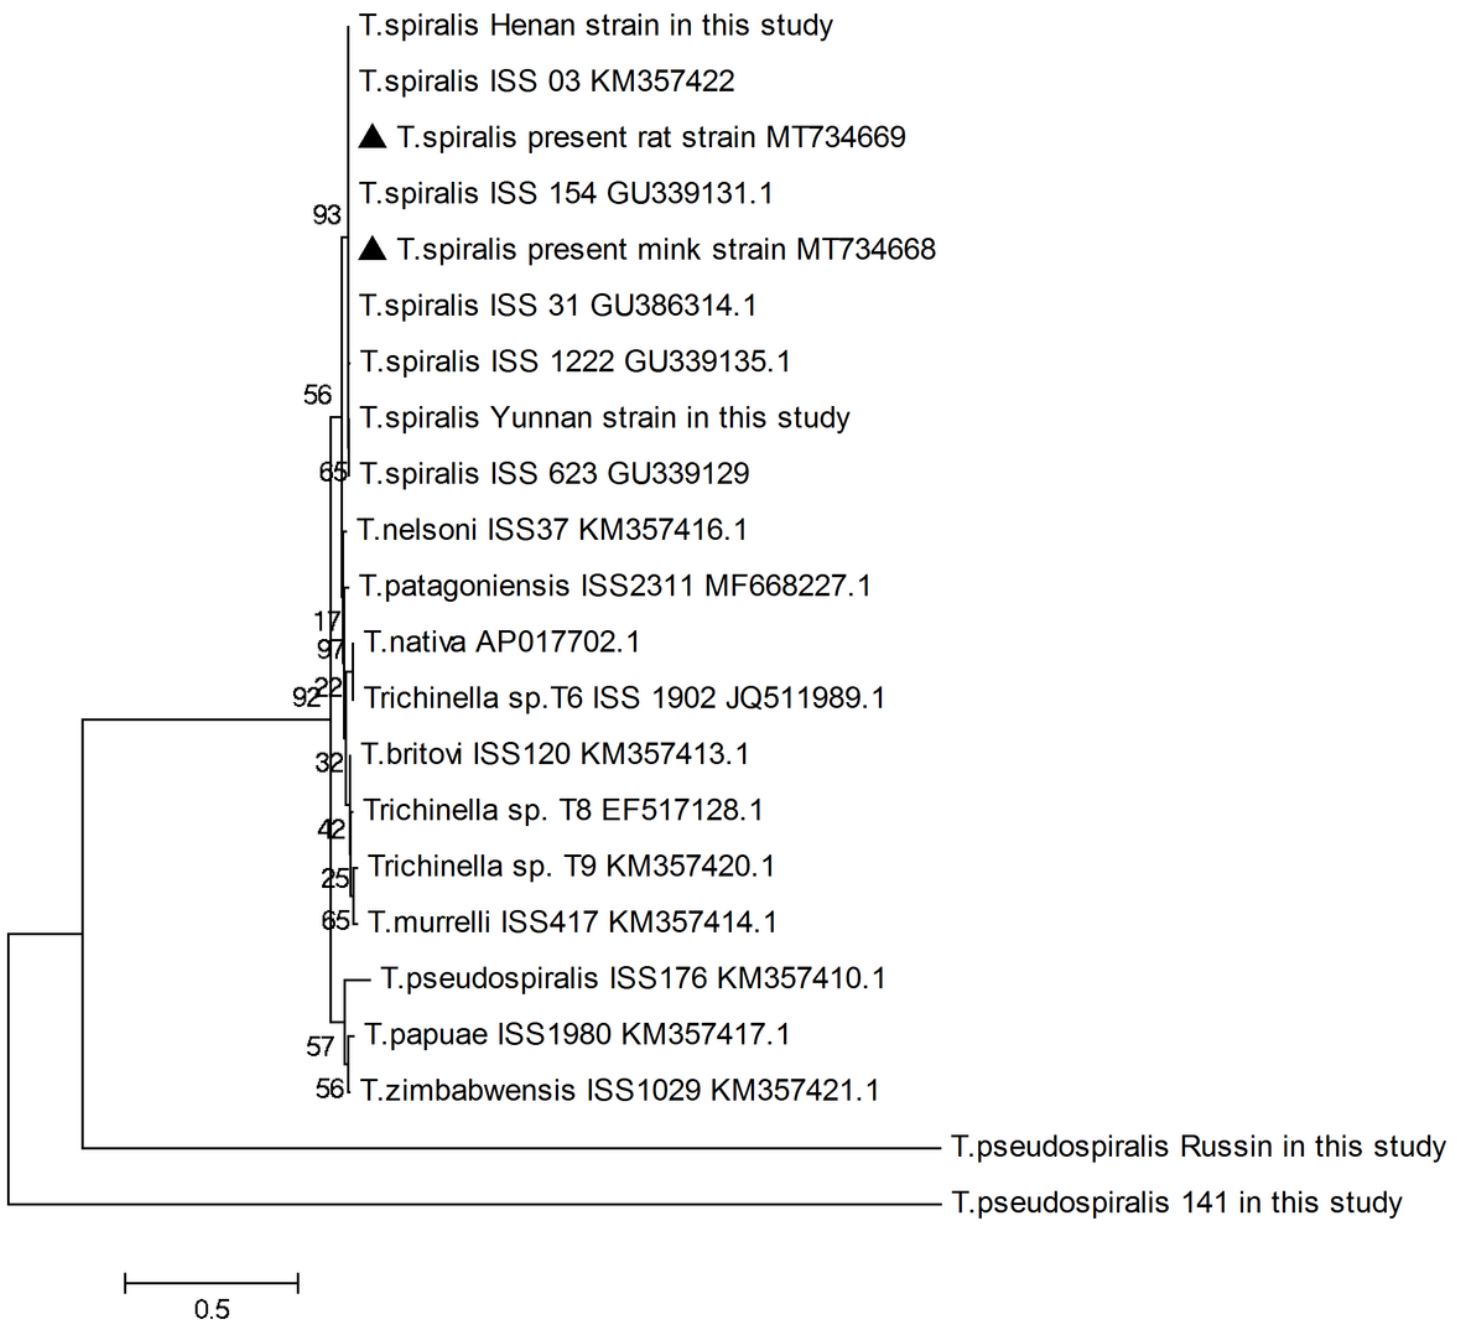 T.spiralis Henan strain in this study
T.spiralis ISS 03 KM357422
▲ T.spiralis present rat strain MT734669
T.spiralis ISS 154 GU339131.1
93
▲ T.spiralis present mink strain MT734668
T.spiralis ISS 31 GU386314.1
T.spiralis ISS 1222 GU339135.1
56
T.spiralis Yunnan strain in this study
65
T.spiralis ISS 623 GU339129
T.nelsoni ISS37 KM357416.1
T.patagoniensis ISS2311 MF668227.1
17
T.nativa AP017702.1
97
22
92
Trichinella sp.T6 ISS 1902 JQ511989.1
T.britovi ISS120 KM357413.1
32
Trichinella sp. T8 EF517128.1
42
Trichinella sp. T9 KM357420.1
25
65
T.murrelli ISS417 KM357414.1
T.pseudospiralis ISS176 KM357410.1
T.papuae ISS1980 KM357417.1
57
56
T.zimbabwensis ISS1029 KM357421.1
T.pseudospiralis Russin in this study
T.pseudospiralis 141 in this study
0.5